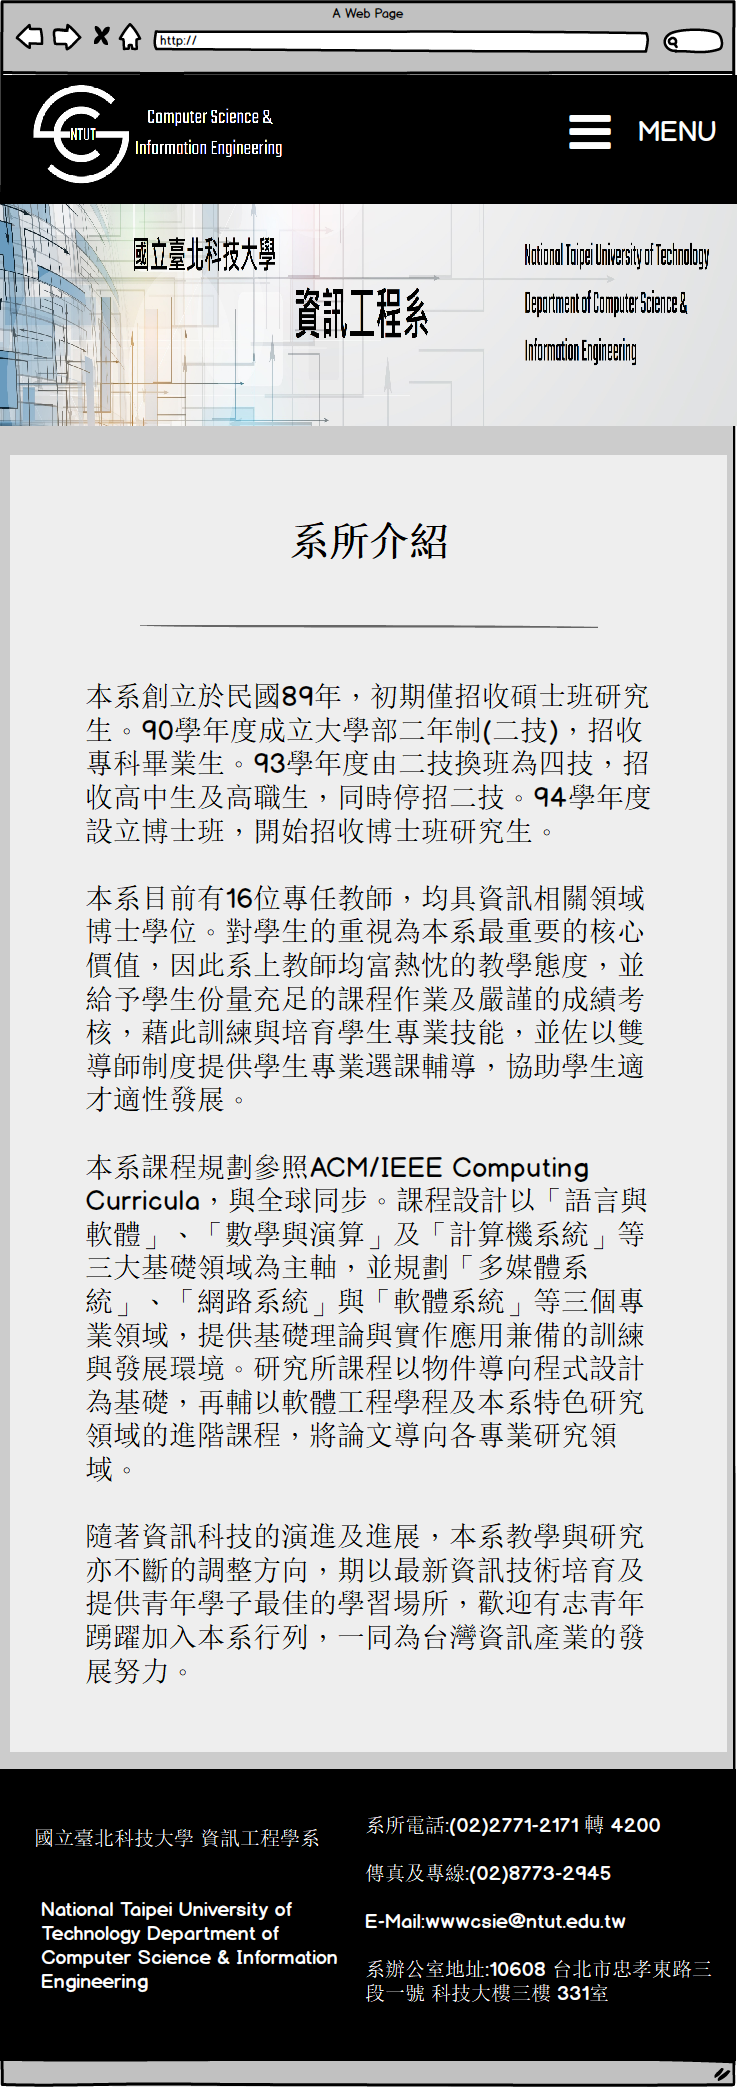 A Web Page
http://
NTUT
Computer Science &
Information Engineering
MENU
國立臺北科技大學
資訊工程系
National Taipei University of Technology
Department of Computer Science &
Information Engineering
系所介紹
本系創立於民國89年，初期僅招收碩士班研究
生。90學年度成立大學部二年制(二技)，招收
專科畢業生。93學年度由二技換班為四技，招
收高中生及高職生，同時停招二技。94學年度
設立博士班，開始招收博士班研究生。
本系目前有16位專任教師，均具資訊相關領域
博士學位。對學生的重視為本系最重要的核心
價值，因此系上教師均富熱忱的教學態度，並
給予學生份量充足的課程作業及嚴謹的成績考
核，藉此訓練與培育學生專業技能，並佐以雙
導師制度提供學生專業選課輔導，協助學生適
才適性發展。
本系課程規劃參照ACM/IEEE Computing
Curricula，與全球同步。課程設計以「語言與
軟體」、「數學與演算」及「計算機系統」等
三大基礎領域為主軸，並規劃「多媒體系
統」、「網路系統」與「軟體系統」等三個專
業領域，提供基礎理論與實作應用兼備的訓練
與發展環境。研究所課程以物件導向程式設計
為基礎，再輔以軟體工程學程及本系特色研究
領域的進階課程，將論文導向各專業研究領
域。
隨著資訊科技的演進及進展，本系教學與研究
亦不斷的調整方向，期以最新資訊技術培育及
提供青年學子最佳的學習場所，歡迎有志青年
踴躍加入本系行列，一同為台灣資訊產業的發
展努力。
國立臺北科技大學 資訊工程學系
National Taipei University of
Technology Department of
Computer Science & Information
Engineering
系所電話:(02)2771-2171 轉 4200
傳真及專線:(02)8773-2945
E-Mail:wwwcsie@ntut.edu.tw
系辦公室地址:10608 台北市忠孝東路三
段一號 科技大樓三樓 331室